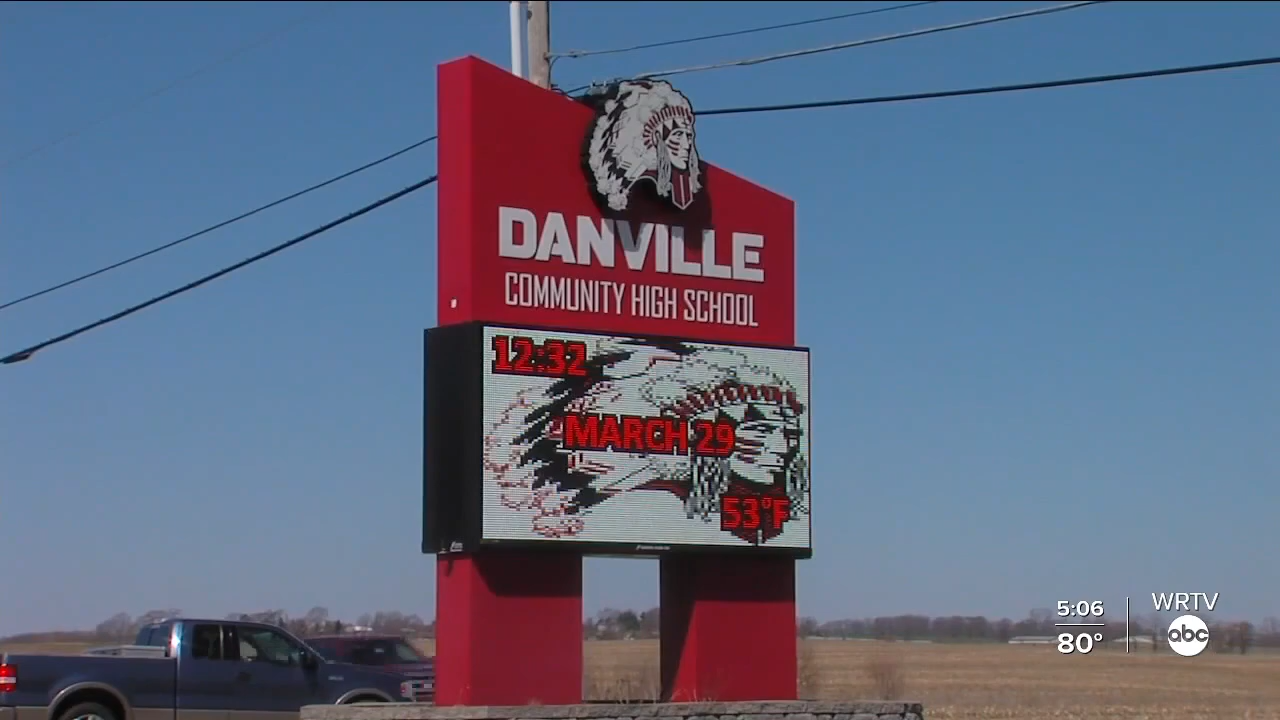 DANVILLE
COMMUNITY HIGH SCHOOL
12:32
MARCH 29
53°F
5:06
80°
WRTV
abc